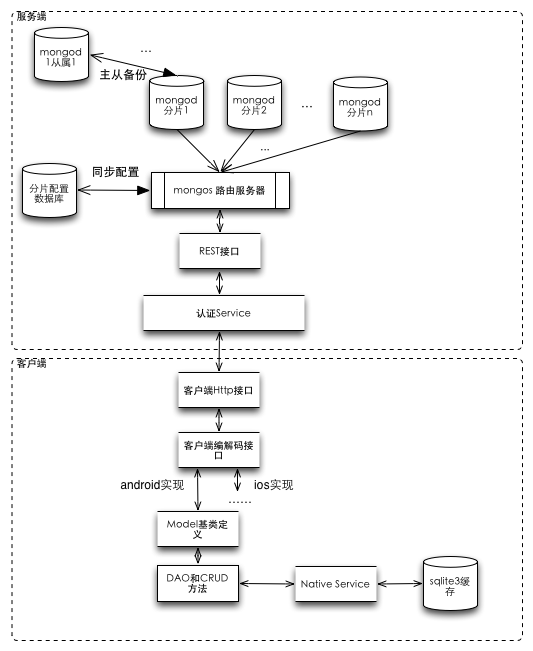 服务端
mongod
1从属1
...
主从备份
mongod
分片1
mongod
分片2
...
mongod
分片n
...
同步配置
分片配置
数据库
mongos 路由服务器
REST接口
认证Service
客户端
客户端Http接口
客户端编解码接
口
android实现
ios实现
......
Model基类定
义
DAO和CRUD
方法
Native Service
sqlite3缓
存